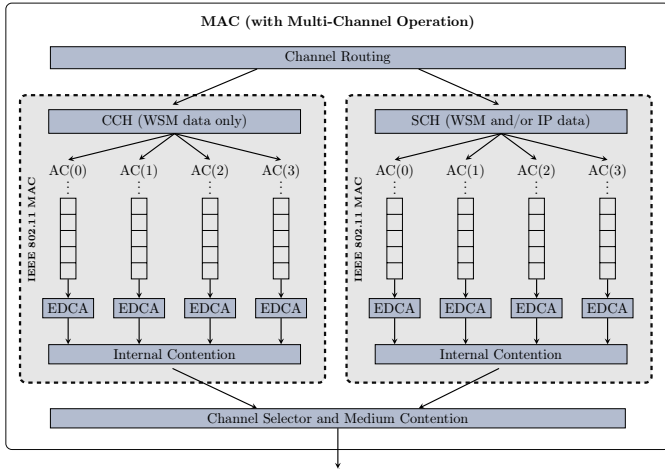 MAC (with Multi-Channel Operation)
Channel Routing
CCH (WSM data only)
SCH (WSM and/or IP data)
IEEE 802.11 MAC
AC(0) AC(1) AC(2) AC(3)
IEEE 802.11 MAC
AC(0) AC(1) AC(2) AC(3)
EDCA EDCA EDCA EDCA
EDCA EDCA EDCA EDCA
Internal Contention
Internal Contention
Channel Selector and Medium Contention